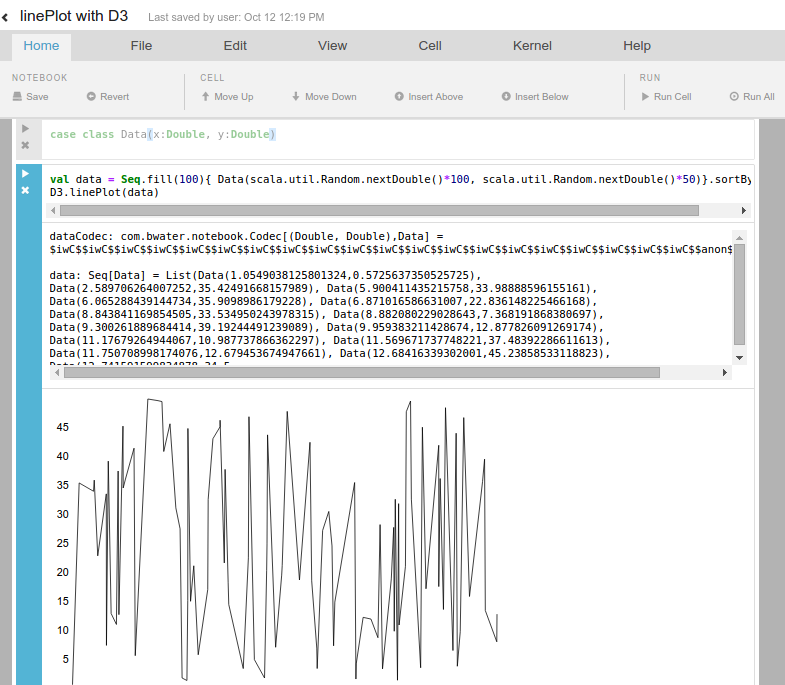 linePlot with D3 Last saved by user: Oct 12 12:19 PM
Home File Edit View Cell Kernel Help
NOTEBOOK CELL RUN
Save Revert Move Up Move Down Insert Above Insert Below Run Cell Run All
case class Data(x:Double, y:Double)
val data = Seq.fill(100){ Data(scala.util.Random.nextDouble()*100, scala.util.Random.nextDouble()*50)}.sortBy
D3.linePlot(data)
dataCodec: com.bwater.notebook.Codec[(Double, Double),Data] =
$iwC$$iwC$$iwC$$iwC$$iwC$$iwC$$iwC$$iwC$$iwC$$iwC$$iwC$$iwC$$iwC$$iwC$$iwC$$iwC$$iwC$$iwC$$anon$
data: Seq[Data] = List(Data(1.0549038125801324,0.5725637350525725),
Data(2.589706264007252,35.42491668157989), Data(5.900411435215758,33.98888596155161),
Data(6.065288439144734,35.9098986179228), Data(6.871016586631007,22.836148225466168),
Data(8.843841169854505,33.534950243978315), Data(8.882080229028643,7.368191868380697),
Data(9.300261889684414,39.19244491239089), Data(9.959383211428674,12.877826091269174),
Data(11.17679264944067,10.987737866362297), Data(11.569671737748221,37.48392286611613),
Data(11.750708998174076,12.679453674947661), Data(12.68416339302001,45.23858533118823),
45
40
35
30
25
20
15
10
5